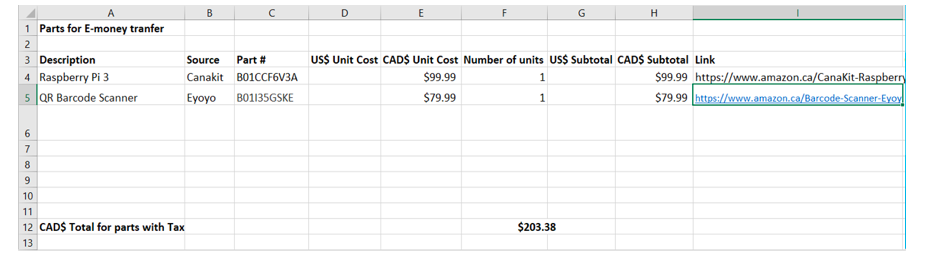 A B C D E F G H I
1 Parts for E-money tranfer
2
3 Description Source Part # US$ Unit Cost CAD$ Unit Cost Number of units US$ Subtotal CAD$ Subtotal Link
4 Raspberry Pi 3 Canakit B01CCF6V3A $99.99 1 $99.99 https://www.amazon.ca/CanaKit-Raspberry
5 QR Barcode Scanner Eyoyo B01I35GSKE $79.99 1 $79.99 https://www.amazon.ca/Barcode-Scanner-Eyoy
6
7
8
9
10
11
12 CAD$ Total for parts with Tax $203.38
13